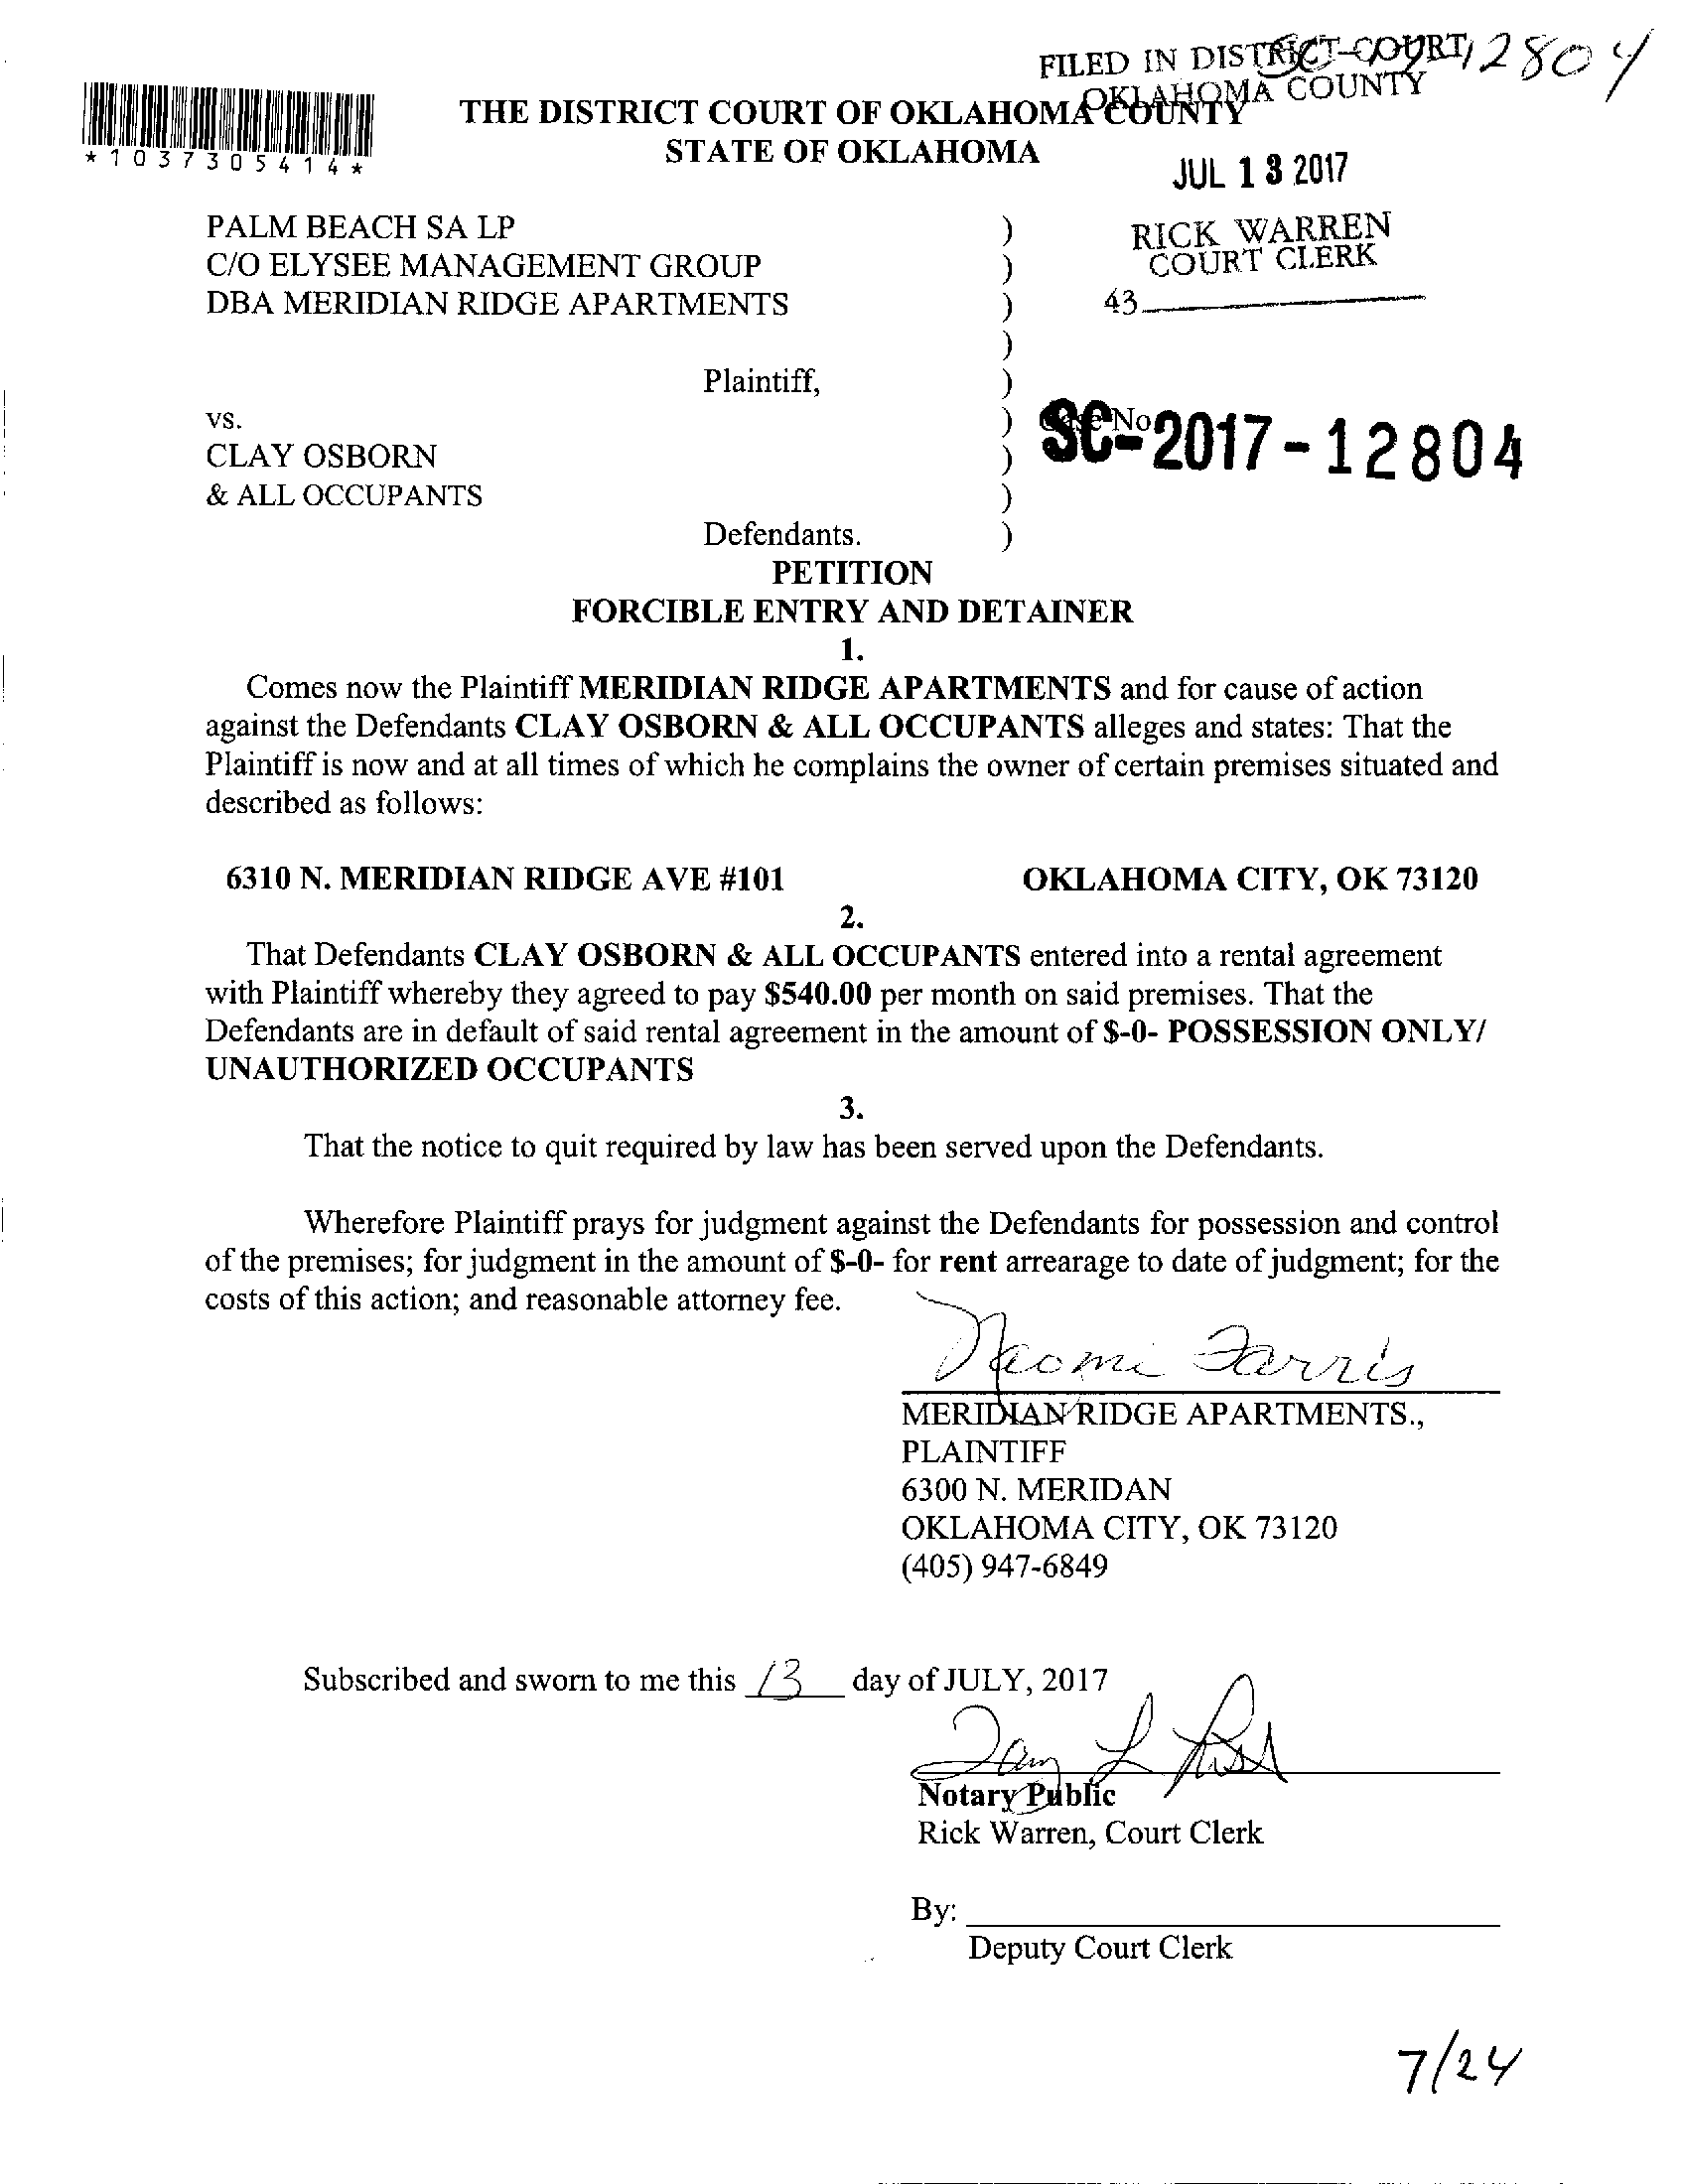 FILED IN DISTRICT COURT
OKLAHOMA COUNTY
12804
*1037305414*
THE DISTRICT COURT OF OKLAHOMA COUNTY
STATE OF OKLAHOMA
JUL 13 2017
RICK WARREN
COURT CLERK
43
PALM BEACH SA LP )
C/O ELYSEE MANAGEMENT GROUP )
DBA MERIDIAN RIDGE APARTMENTS )
)
Plaintiff, )
vs. ) Case No
SC-2017-12804
CLAY OSBORN )
& ALL OCCUPANTS )
Defendants. )
PETITION
FORCIBLE ENTRY AND DETAINER
1.
Comes now the Plaintiff MERIDIAN RIDGE APARTMENTS and for cause of action
against the Defendants CLAY OSBORN & ALL OCCUPANTS alleges and states: That the
Plaintiff is now and at all times of which he complains the owner of certain premises situated and
described as follows:
6310 N. MERIDIAN RIDGE AVE #101 OKLAHOMA CITY, OK 73120
2.
That Defendants CLAY OSBORN & ALL OCCUPANTS entered into a rental agreement
with Plaintiff whereby they agreed to pay $540.00 per month on said premises. That the
Defendants are in default of said rental agreement in the amount of $-0- POSSESSION ONLY/
UNAUTHORIZED OCCUPANTS
3.
That the notice to quit required by law has been served upon the Defendants.
Wherefore Plaintiff prays for judgment against the Defendants for possession and control
of the premises; for judgment in the amount of $-0- for rent arrearage to date of judgment; for the
costs of this action; and reasonable attorney fee.
Naomi Farris
MERIDIAN RIDGE APARTMENTS.,
PLAINTIFF
6300 N. MERIDAN
OKLAHOMA CITY, OK 73120
(405) 947-6849
Subscribed and sworn to me this 13 day of JULY, 2017
Notary Public
Rick Warren, Court Clerk
By:
Deputy Court Clerk
7/24